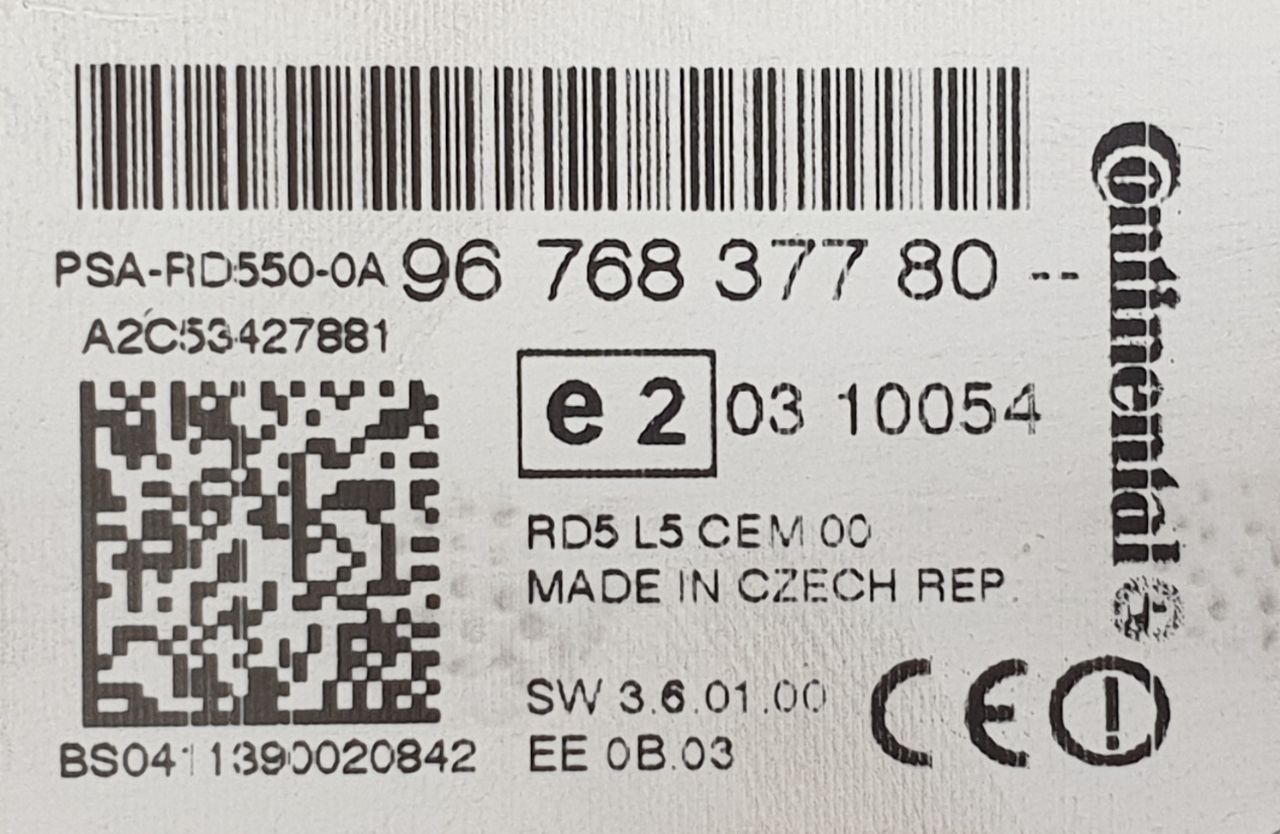 PSA-RD550-0A 96 768 377 80 --
A2C53427881
e 2 03 10054
RD5 L5 CEM 00
MADE IN CZECH REP.
SW 3.6.01.00
EE 0B.03
CE
BS0411390020842
Continental